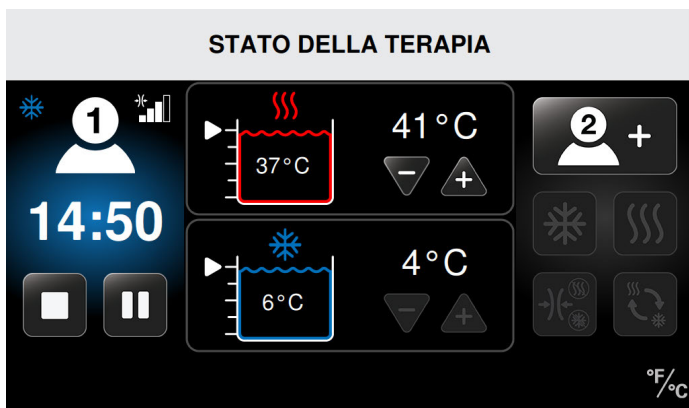 STATO DELLA TERAPIA
1
14:50
37°C
41°C
6°C
4°C
2 +
°F/°C